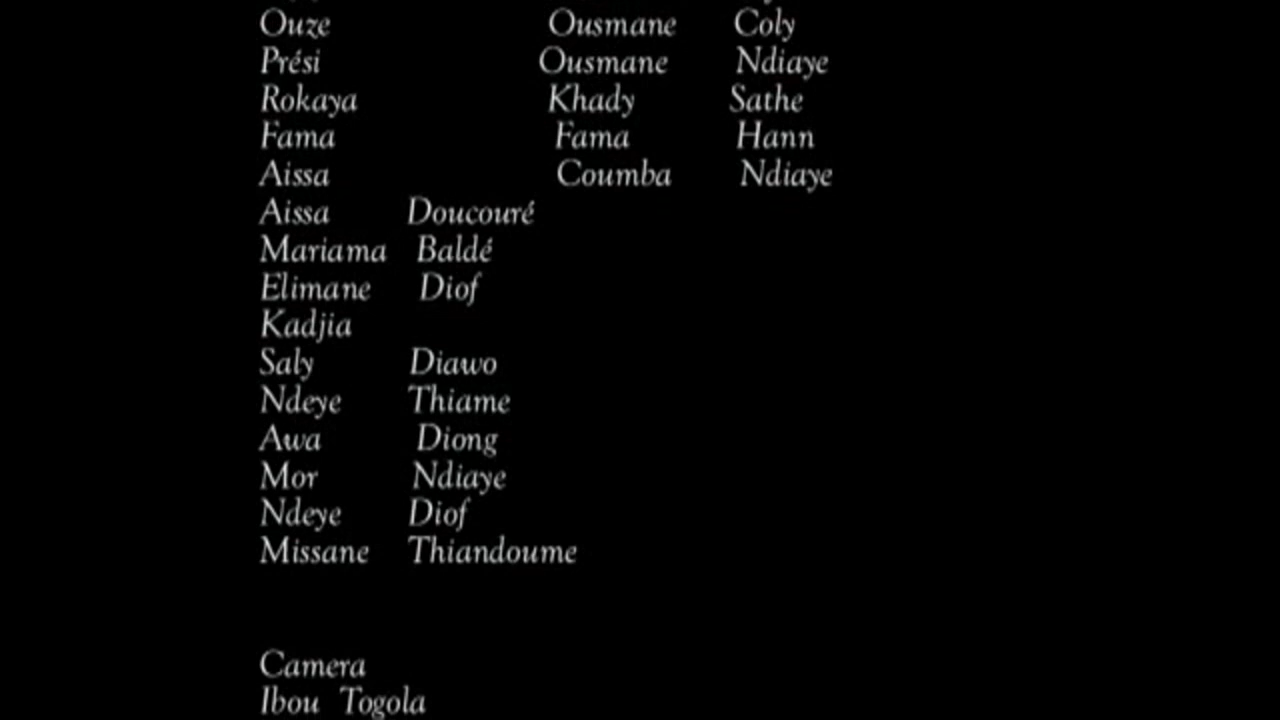 Ouze Ousmane Coly
Prési Ousmane Ndiaye
Rokaya Khady Sathe
Fama Fama Hann
Aissa Coumba Ndiaye
Aissa Doucouré
Mariama Baldé
Elimane Diof
Kadjia
Saly Diawo
Ndeye Thiame
Awa Diong
Mor Ndiaye
Ndeye Diof
Missane Thiandoume
Camera
Ibou Togola